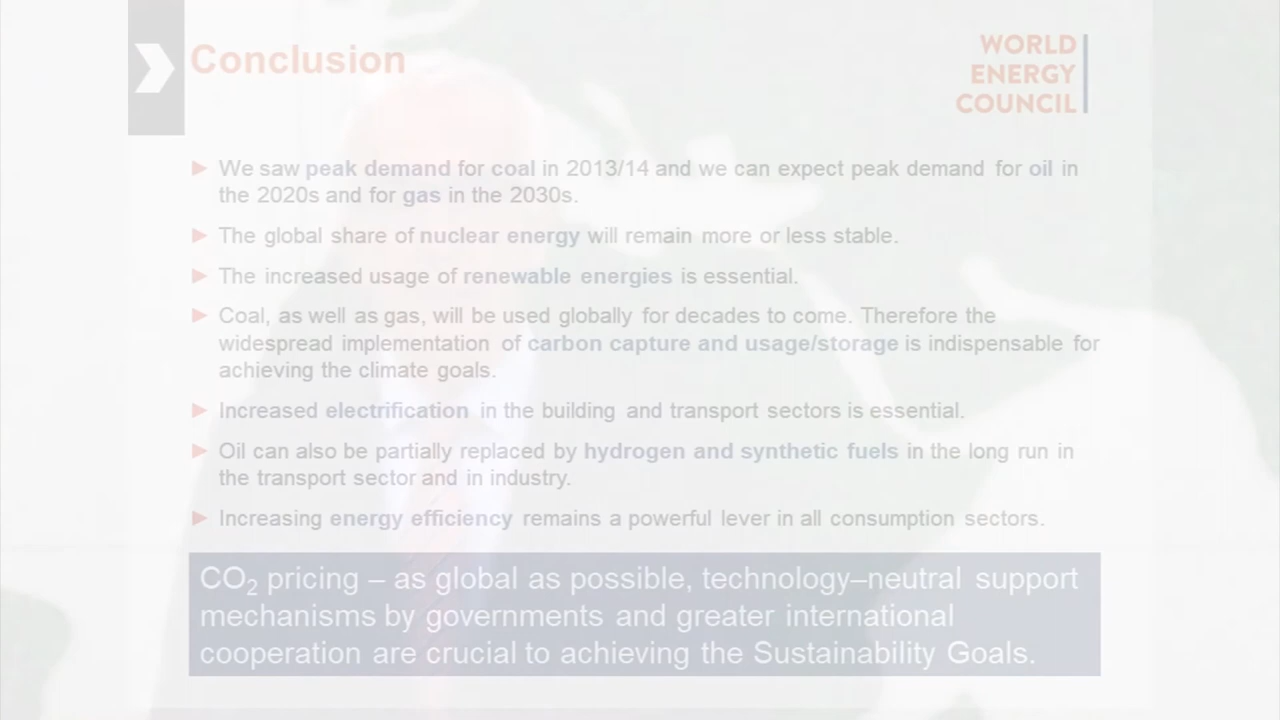 Conclusion
WORLD
ENERGY
COUNCIL
We saw peak demand for coal in 2013/14 and we can expect peak demand for oil in
the 2020s and for gas in the 2030s.
The global share of nuclear energy will remain more or less stable.
The increased usage of renewable energies is essential.
Coal, as well as gas, will be used globally for decades to come. Therefore the
widespread implementation of carbon capture and usage/storage is indispensable for
achieving the climate goals.
Increased electrification in the building and transport sectors is essential.
Oil can also be partially replaced by hydrogen and synthetic fuels in the long run in
the transport sector and in industry.
Increasing energy efficiency remains a powerful lever in all consumption sectors.
CO₂ pricing – as global as possible, technology–neutral support
mechanisms by governments and greater international
cooperation are crucial to achieving the Sustainability Goals.